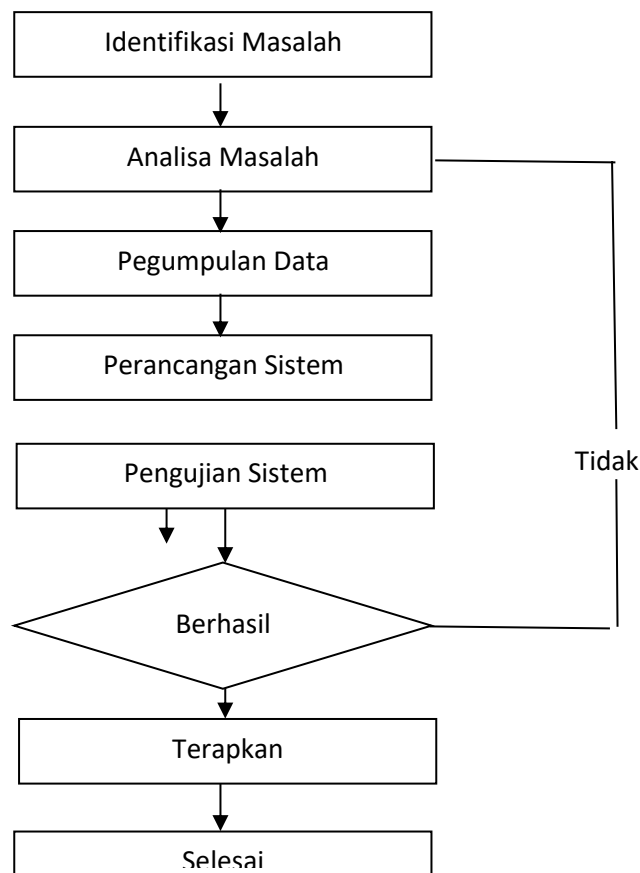 Identifikasi Masalah
Analisa Masalah
Pegumpulan Data
Perancangan Sistem
Pengujian Sistem
Tidak
Berhasil
Terapkan
Selesai